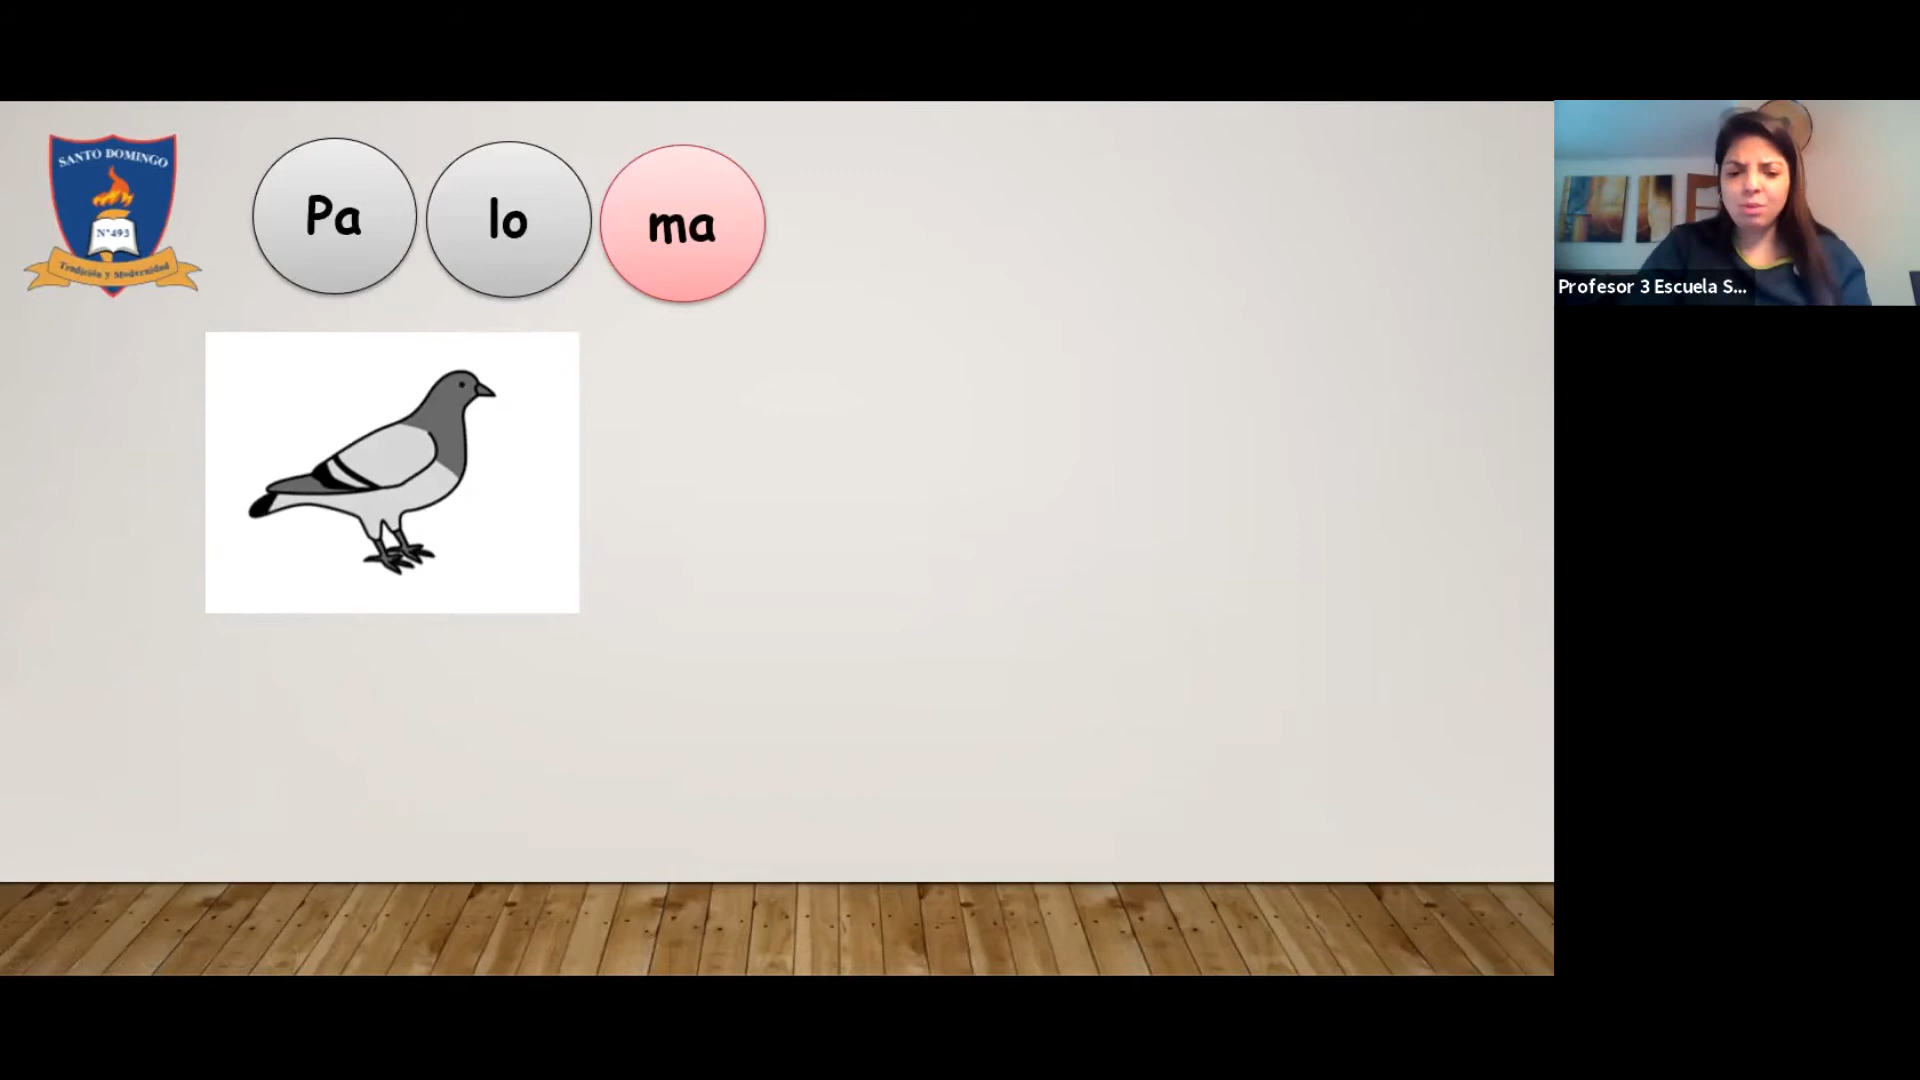 SANTO DOMINGO
N°493
Tradición y Modernidad
Pa lo ma
Profesor 3 Escuela S...